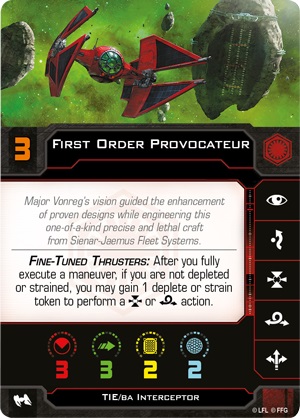 3 First Order Provocateur
Major Vonreg's vision guided the enhancement
of proven designs while engineering this
one-of-a-kind precise and lethal craft
from Sienar-Jaemus Fleet Systems.
Fine-Tuned Thrusters: After you fully
execute a maneuver, if you are not depleted
or strained, you may gain 1 deplete or strain
token to perform a or action.
3 3 2 2
TIE/ba Interceptor
© LFL © FFG